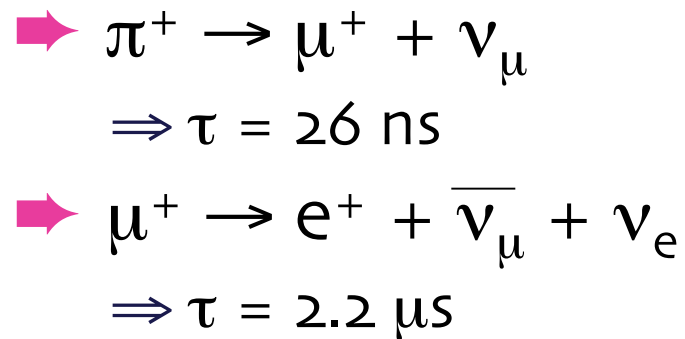 π⁺ → μ⁺ + ν_μ
⇒ τ = 26 ns
μ⁺ → e⁺ + ν̅_μ + ν_e
⇒ τ = 2.2 μs